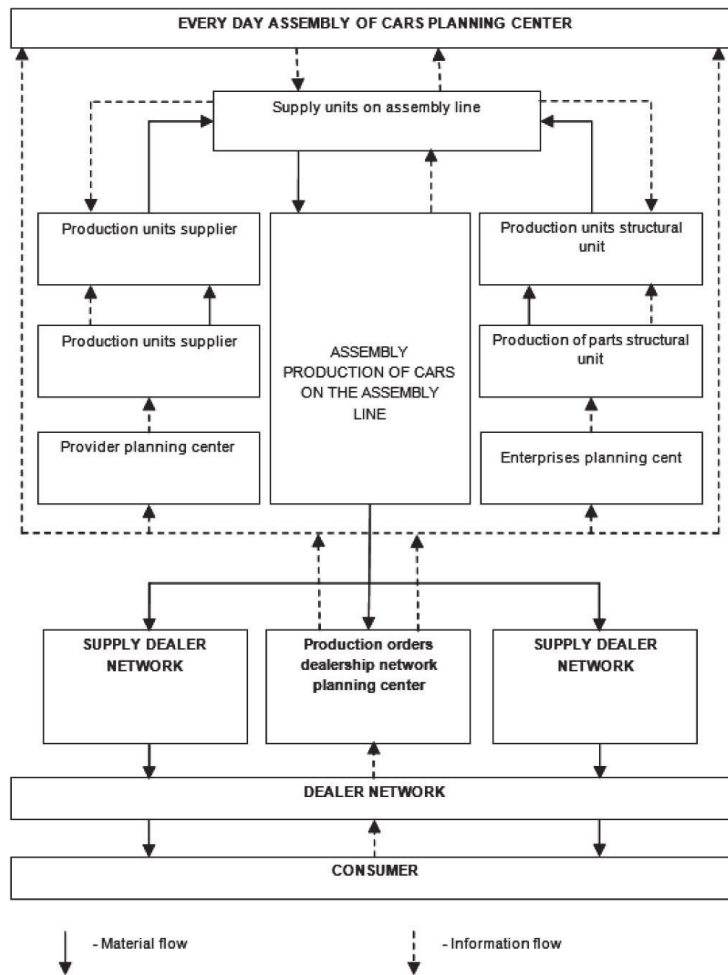 EVERY DAY ASSEMBLY OF CARS PLANNING CENTER
Supply units on assembly line
Production units supplier
Production units structural
unit
Production units supplier
ASSEMBLY
PRODUCTION OF CARS
ON THE ASSEMBLY
LINE
Production of parts structural
unit
Provider planning center
Enterprises planning cent
SUPPLY DEALER
NETWORK
Production orders
dealership network
planning center
SUPPLY DEALER
NETWORK
DEALER NETWORK
CONSUMER
- Material flow
- Information flow